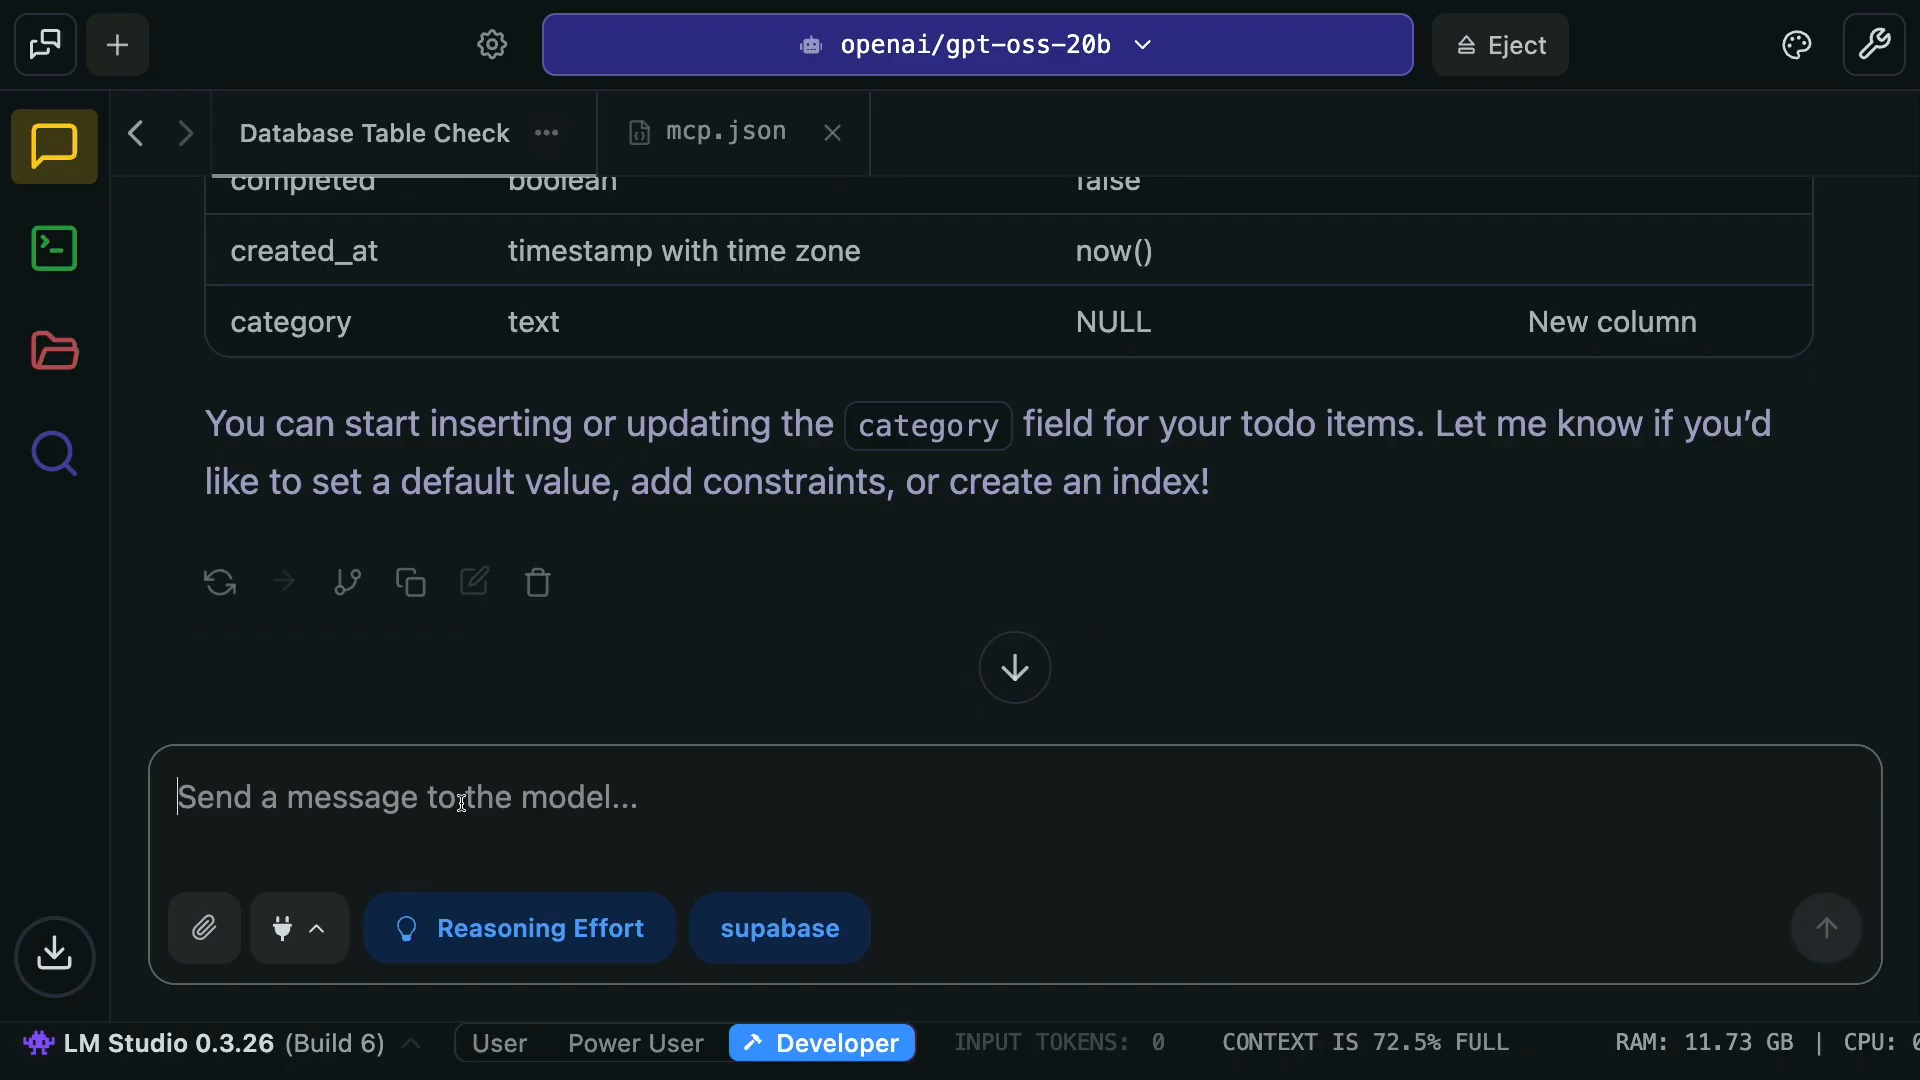 openai/gpt-oss-20b
Eject
Database Table Check
mcp.json
completed boolean false
created_at timestamp with time zone now()
category text NULL New column
You can start inserting or updating the category field for your todo items. Let me know if you’d
like to set a default value, add constraints, or create an index!
Send a message to the model...
Reasoning Effort supabase
LM Studio 0.3.26 (Build 6) User Power User Developer INPUT TOKENS: 0 CONTEXT IS 72.5% FULL RAM: 11.73 GB | CPU: